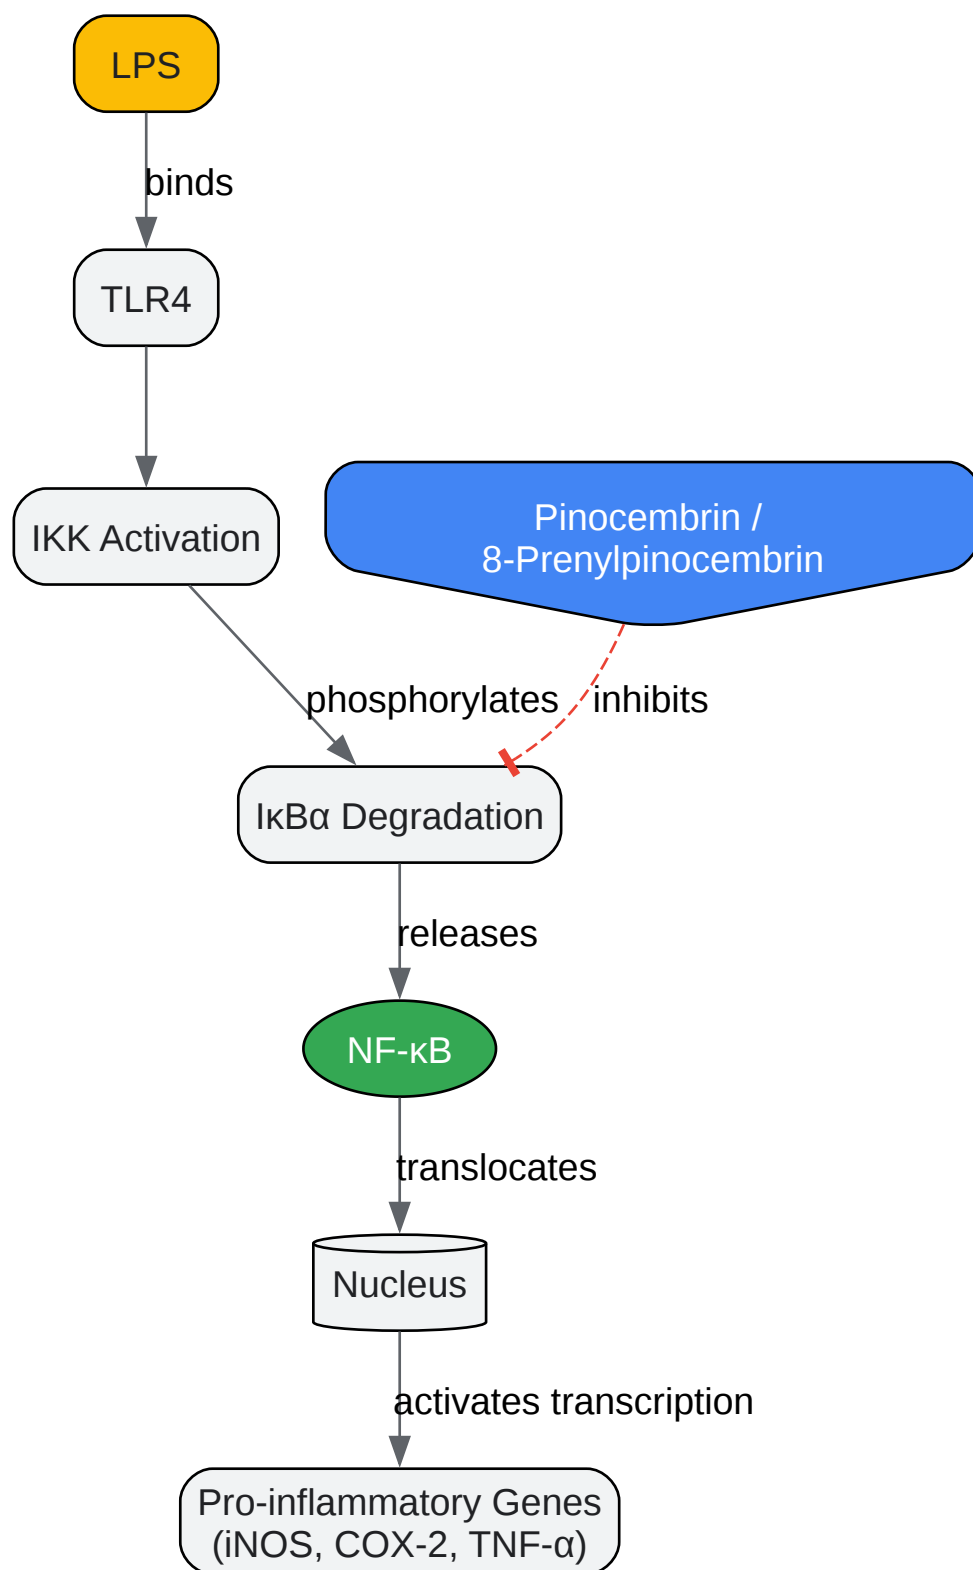 LPS
binds
TLR4
IKK Activation
Pinocembrin /
8-Prenylpinocembrin
phosphorylates
inhibits
IκBα Degradation
releases
NF-κB
translocates
Nucleus
activates transcription
Pro-inflammatory Genes
(iNOS, COX-2, TNF-α)